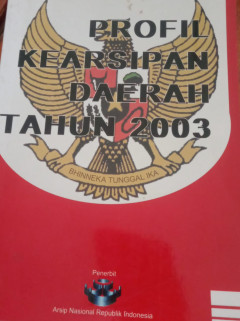 PROFIL
KEARSIPAN
DAERAH
TAHUN 2003
BHINNEKA TUNGGAL IKA
Penerbit
Arsip Nasional Republik Indonesia